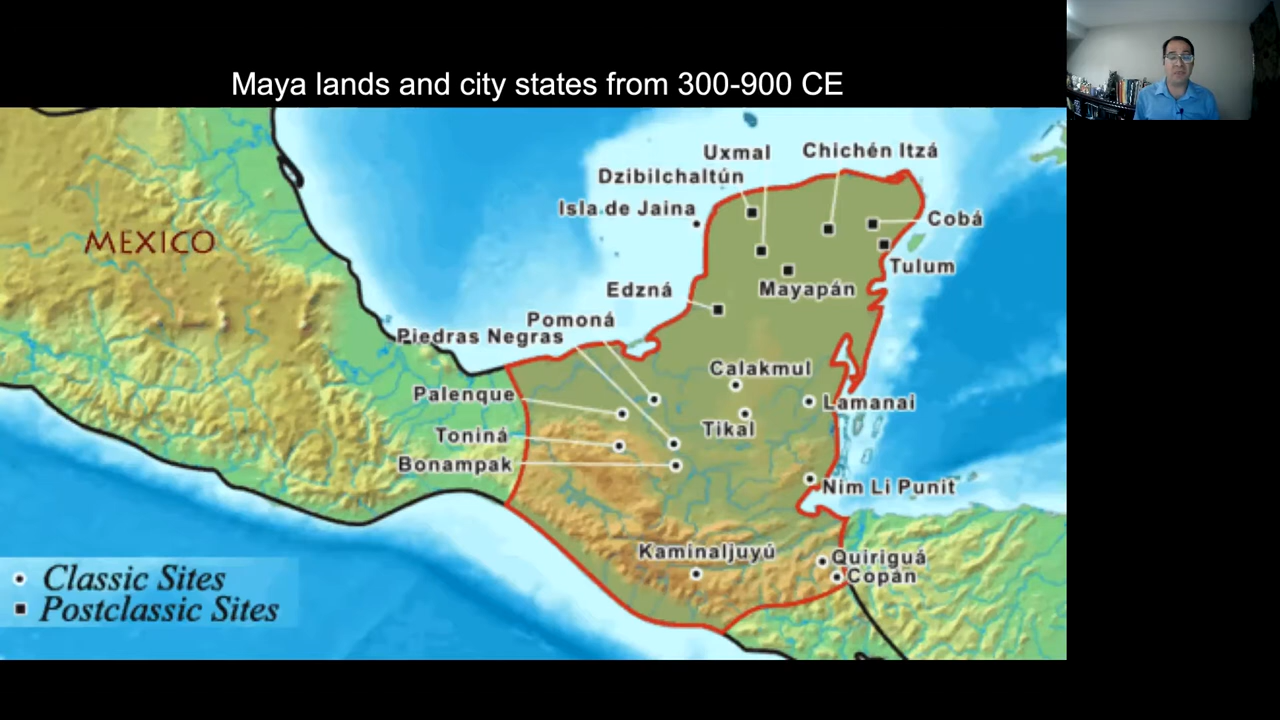 Maya lands and city states from 300-900 CE
Uxmal
Chichén Itzá
Dzibilchaltún
Isla de Jaina
Cobá
MEXICO
Tulum
Edzná
Mayapán
Pomoná
Piedras Negras
Calakmul
Palenque
Lamanai
Tikal
Toniná
Bonampak
Nim Li Punit
Kaminaljuyú
Quiriguá
Copán
Classic Sites
Postclassic Sites